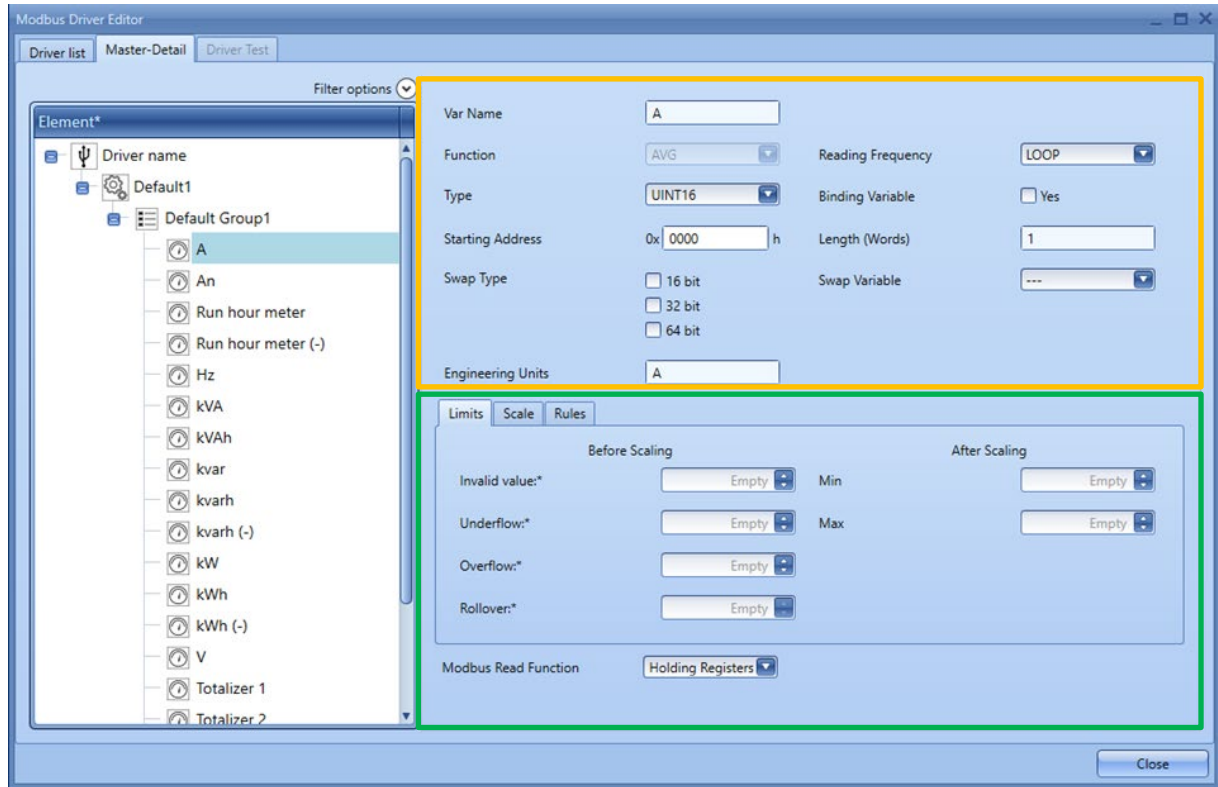 Modbus Driver Editor
Driver list Master-Detail Driver Test
Filter options
Element*
Driver name
Default1
Default Group1
A
An
Run hour meter
Run hour meter (-)
Hz
kVA
kVAh
kvar
kvarh
kvarh (-)
kW
kWh
kWh (-)
V
Totalizer 1
Totalizer 2
Var Name A
Function AVG Reading Frequency LOOP
Type UINT16 Binding Variable Yes
Starting Address 0x 0000 h Length (Words) 1
Swap Type 16 bit Swap Variable ---
32 bit
64 bit
Engineering Units A
Limits Scale Rules
Before Scaling After Scaling
Invalid value:* Empty Min Empty
Underflow:* Empty Max Empty
Overflow:* Empty
Rollover:* Empty
Modbus Read Function Holding Registers
Close